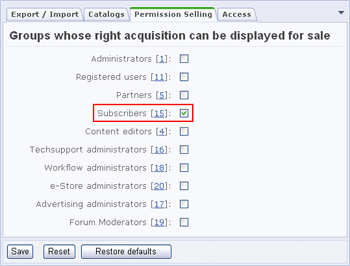 Export / Import Catalogs Permission Selling Access
Groups whose right acquisition can be displayed for sale
Administrators [1]:
Registered users [11]:
Partners [5]:
Subscribers [15]:
Content editors [4]:
Techsupport administrators [16]:
Workflow administrators [18]:
e-Store administrators [20]:
Advertising administrators [17]:
Forum Moderators [19]:
Save Reset Restore defaults